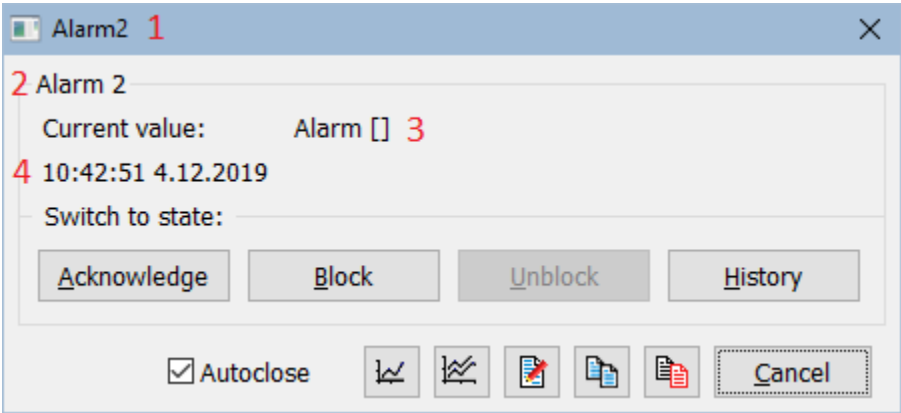 Alarm2 1
2 Alarm 2
Current value: Alarm [] 3
4 10:42:51 4.12.2019
Switch to state:
Acknowledge Block Unblock History
Autoclose Cancel